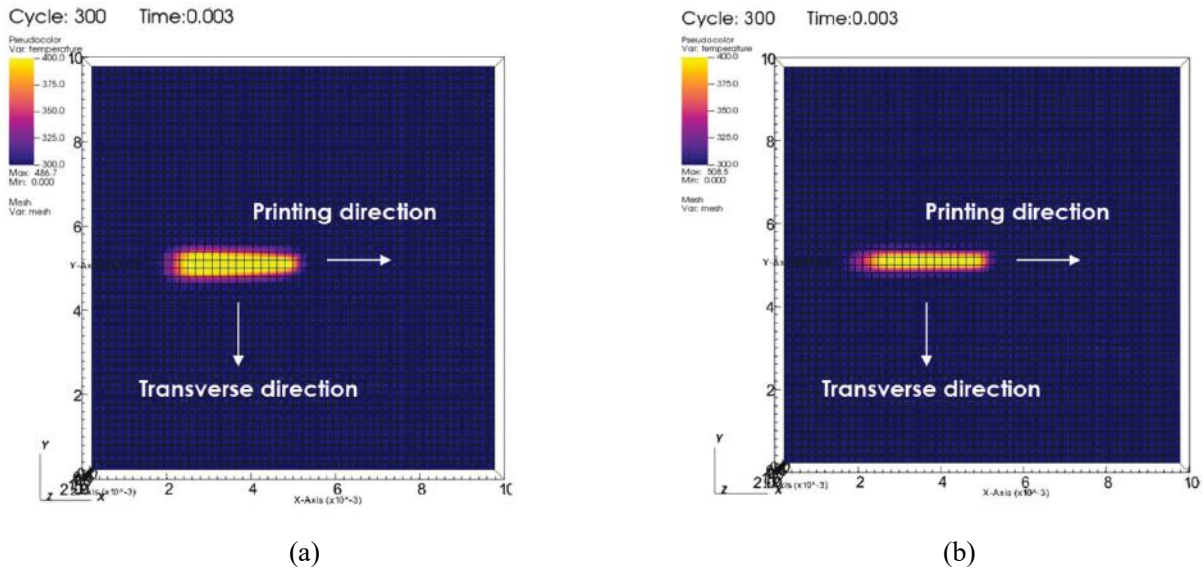 Cycle: 300 Time:0.003
Pseudocolor
Var: temperature
400.0
375.0
350.0
325.0
300.0
Max: 486.7
Min: 0.000
Mesh
Var: mesh
10
8
6
4
2
Printing direction
Transverse direction
Y
Z
X
2 4 6 8 10
X-Axis (x10^-3)
(a)
Cycle: 300 Time:0.003
Pseudocolor
Var: temperature
400.0
375.0
350.0
325.0
300.0
Max: 508.5
Min: 0.000
Mesh
Var: mesh
10
8
6
4
2
Printing direction
Transverse direction
Y
Z
X
2 4 6 8 10
X-Axis (x10^-3)
(b)